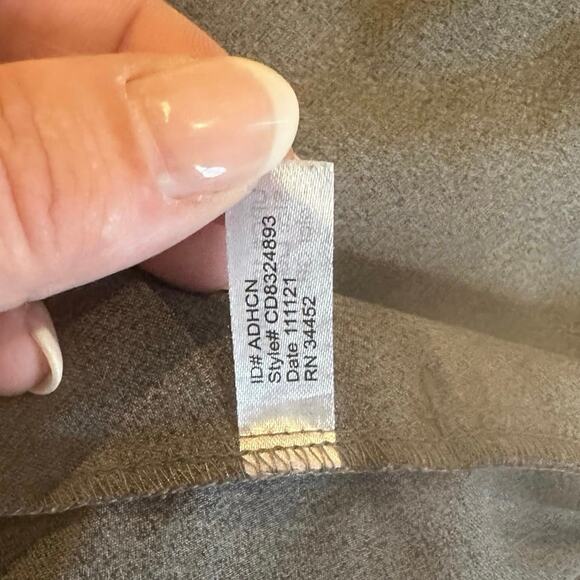 ID# ADHCN
Style# CD8324893
Date 111121
RN 34452